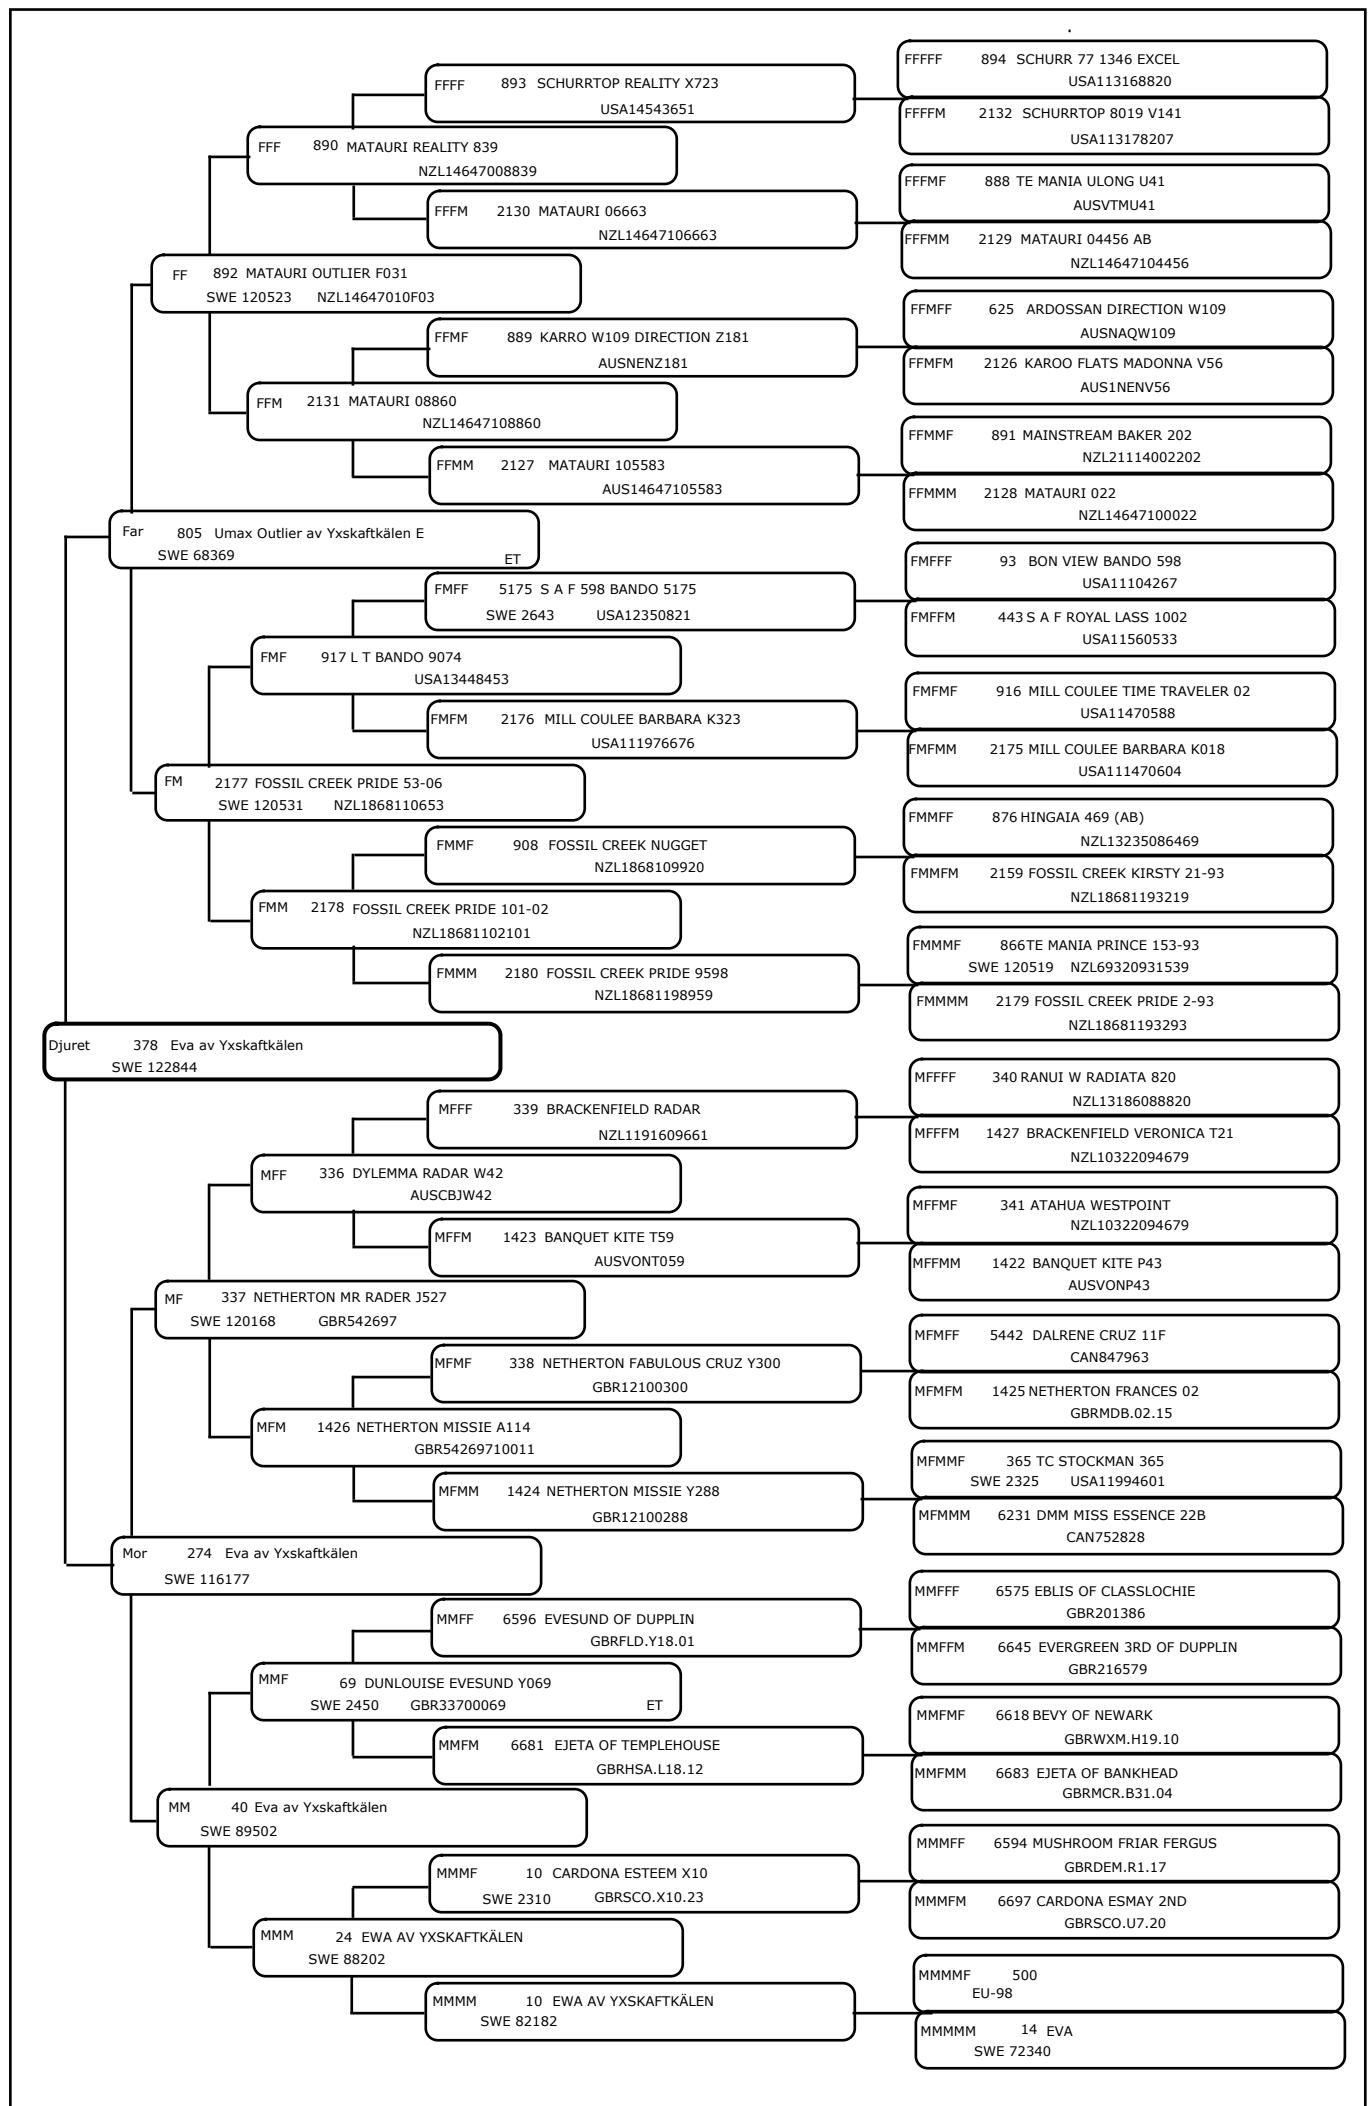 FFFFF 894 SCHURR 77 1346 EXCEL
USA113168820
FFFF 893 SCHURRTOP REALITY X723
USA14543651
FFFFM 2132 SCHURRTOP 8019 V141
USA113178207
FFF 890 MATAURI REALITY 839
NZL14647008839
FFFMF 888 TE MANIA ULONG U41
AUSVTMU41
FFFM 2130 MATAURI 06663
NZL14647106663
FFFMM 2129 MATAURI 04456 AB
NZL14647104456
FF 892 MATAURI OUTLIER F031
SWE 120523 NZL14647010F03
FFMFF 625 ARDOSSAN DIRECTION W109
AUSNAQW109
FFMF 889 KARRO W109 DIRECTION Z181
AUSNENZ181
FFMFM 2126 KAROO FLATS MADONNA V56
AUS1NENV56
FFM 2131 MATAURI 08860
NZL14647108860
FFMMF 891 MAINSTREAM BAKER 202
NZL21114002202
FFMM 2127 MATAURI 105583
AUS14647105583
FFMMM 2128 MATAURI 022
NZL14647100022
Far 805 Umax Outlier av Yxskaftkälen E
SWE 68369 ET
FMFFF 93 BON VIEW BANDO 598
USA11104267
FMFF 5175 S A F 598 BANDO 5175
SWE 2643 USA12350821
FMFFM 443 S A F ROYAL LASS 1002
USA11560533
FMF 917 L T BANDO 9074
USA13448453
FMFMF 916 MILL COULEE TIME TRAVELER 02
USA11470588
FMFM 2176 MILL COULEE BARBARA K323
USA111976676
FMFMM 2175 MILL COULEE BARBARA K018
USA111470604
FM 2177 FOSSIL CREEK PRIDE 53-06
SWE 120531 NZL1868110653
FMMFF 876 HINGAIA 469 (AB)
NZL13235086469
FMMF 908 FOSSIL CREEK NUGGET
NZL1868109920
FMMFM 2159 FOSSIL CREEK KIRSTY 21-93
NZL18681193219
FMM 2178 FOSSIL CREEK PRIDE 101-02
NZL18681102101
FMMMF 866TE MANIA PRINCE 153-93
SWE 120519 NZL69320931539
FMMM 2180 FOSSIL CREEK PRIDE 9598
NZL18681198959
FMMMM 2179 FOSSIL CREEK PRIDE 2-93
NZL18681193293
Djuret 378 Eva av Yxskaftkälen
SWE 122844
MFFFF 340 RANUI W RADIATA 820
NZL13186088820
MFFF 339 BRACKENFIELD RADAR
NZL1191609661
MFFFM 1427 BRACKENFIELD VERONICA T21
NZL10322094679
MFF 336 DYLEMMA RADAR W42
AUSCBJW42
MFFMF 341 ATAHUA WESTPOINT
NZL10322094679
MFFM 1423 BANQUET KITE T59
AUSVONT059
MFFMM 1422 BANQUET KITE P43
AUSVONP43
MF 337 NETHERTON MR RADER J527
SWE 120168 GBR542697
MFMFF 5442 DALRENE CRUZ 11F
CAN847963
MFMF 338 NETHERTON FABULOUS CRUZ Y300
GBR12100300
MFMFM 1425 NETHERTON FRANCES 02
GBRMDB.02.15
MFM 1426 NETHERTON MISSIE A114
GBR54269710011
MFMMF 365 TC STOCKMAN 365
SWE 2325 USA11994601
MFMM 1424 NETHERTON MISSIE Y288
GBR12100288
MFMMM 6231 DMM MISS ESSENCE 22B
CAN752828
Mor 274 Eva av Yxskaftkälen
SWE 116177
MMFFF 6575 EBLIS OF CLASSLOCHIE
GBR201386
MMFF 6596 EVESUND OF DUPPLIN
GBRFLD.Y18.01
MMFFM 6645 EVERGREEN 3RD OF DUPPLIN
GBR216579
MMF 69 DUNLOUISE EVESUND Y069
SWE 2450 GBR33700069 ET
MMFMF 6618 BEVY OF NEWARK
GBRWXM.H19.10
MMFM 6681 EJETA OF TEMPLEHOUSE
GBRHSA.L18.12
MMFMM 6683 EJETA OF BANKHEAD
GBRMCR.B31.04
MM 40 Eva av Yxskaftkälen
SWE 89502
MMMFF 6594 MUSHROOM FRIAR FERGUS
GBRDEM.R1.17
MMMF 10 CARDONA ESTEEM X10
SWE 2310 GBRSCO.X10.23
MMMFM 6697 CARDONA ESMAY 2ND
GBRSCO.U7.20
MMM 24 EWA AV YXSKAFTKÄLEN
SWE 88202
MMMMF 500
EU-98
MMMM 10 EWA AV YXSKAFTKÄLEN
SWE 82182
MMMMM 14 EVA
SWE 72340